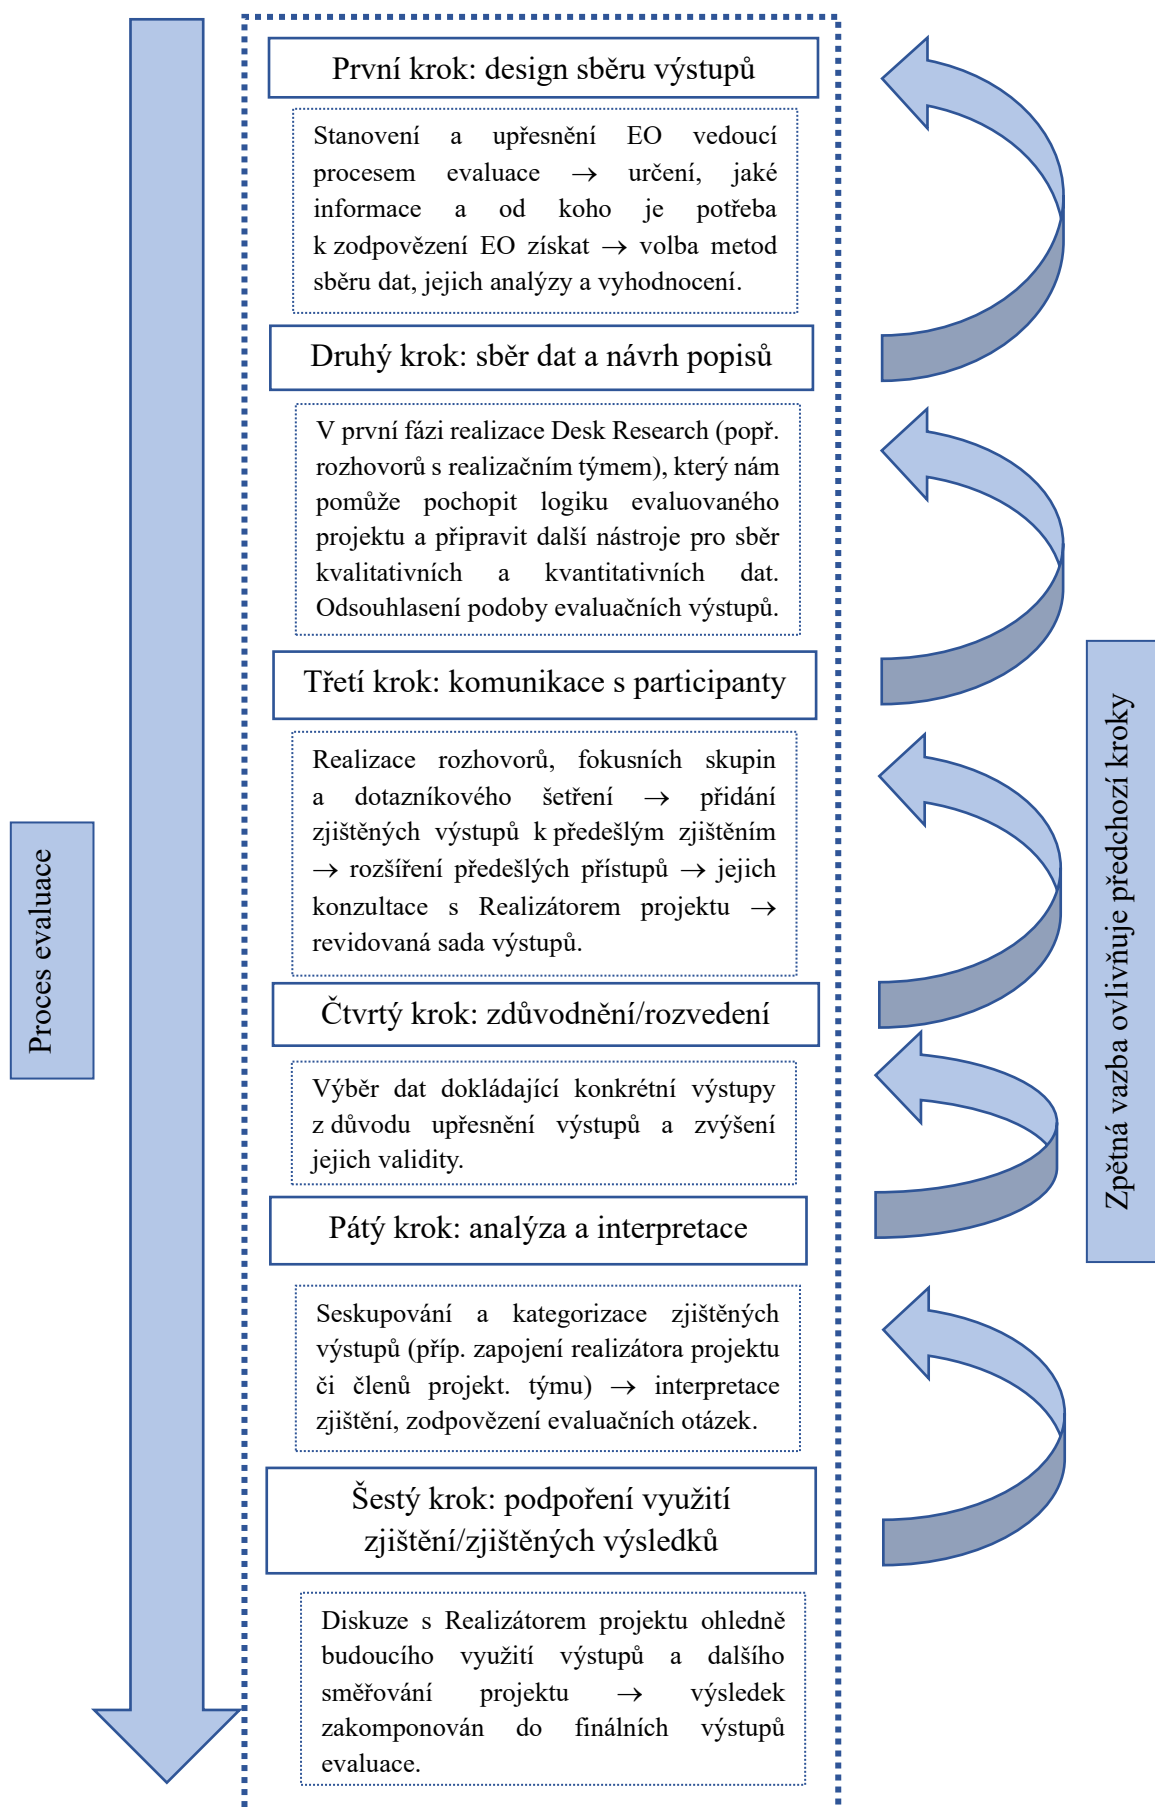 První krok: design sběru výstupů
Stanovení a upřesnění EO vedoucí
procesem evaluace → určení, jaké
informace a od koho je potřeba
k zodpovězení EO získat → volba metod
sběru dat, jejich analýzy a vyhodnocení.
Druhý krok: sběr dat a návrh popisů
V první fázi realizace Desk Research (popř.
rozhovorů s realizačním týmem), který nám
pomůže pochopit logiku evaluovaného
projektu a připravit další nástroje pro sběr
kvalitativních a kvantitativních dat.
Odsouhlasení podoby evaluačních výstupů.
Třetí krok: komunikace s participanty
Realizace rozhovorů, fokusních skupin
a dotazníkového šetření → přidání
zjištěných výstupů k předešlým zjištěním
→ rozšíření předešlých přístupů → jejich
konzultace s Realizátorem projektu →
revidovaná sada výstupů.
Čtvrtý krok: zdůvodnění/rozvedení
Výběr dat dokládající konkrétní výstupy
z důvodu upřesnění výstupů a zvýšení
jejich validity.
Pátý krok: analýza a interpretace
Seskupování a kategorizace zjištěných
výstupů (příp. zapojení realizátora projektu
či členů projekt. týmu) → interpretace
zjištění, zodpovězení evaluačních otázek.
Šestý krok: podpoření využití
zjištění/zjištěných výsledků
Diskuze s Realizátorem projektu ohledně
budoucího využití výstupů a dalšího
směřování projektu → výsledek
zakomponován do finálních výstupů
evaluace.
Proces evaluace
Zpětná vazba ovlivňuje předchozí kroky